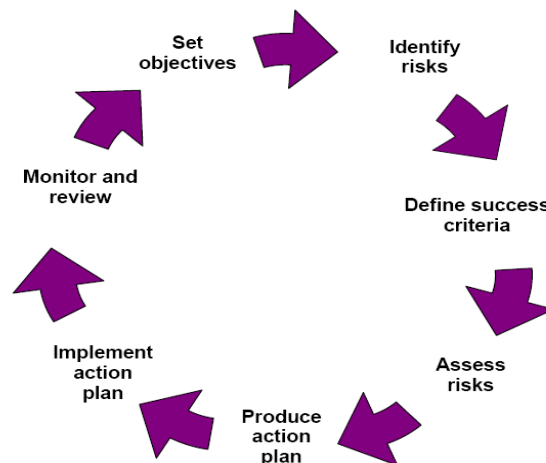 Set
objectives
Identify
risks
Define success
criteria
Assess
risks
Produce
action
plan
Implement
action
plan
Monitor and
review